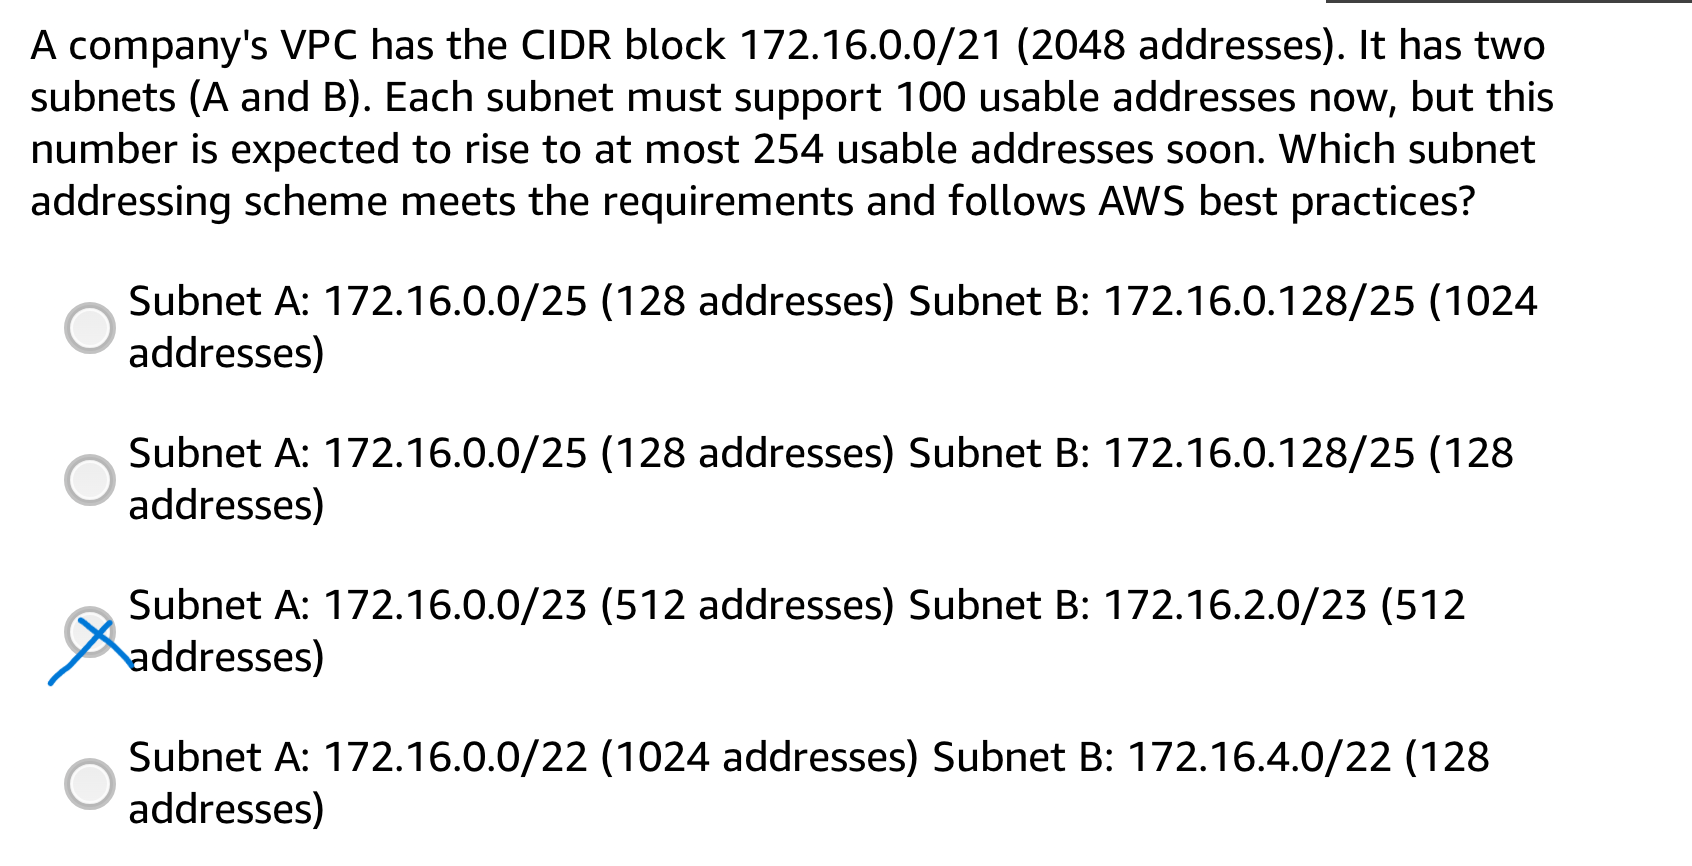 A company's VPC has the CIDR block 172.16.0.0/21 (2048 addresses). It has two
subnets (A and B). Each subnet must support 100 usable addresses now, but this
number is expected to rise to at most 254 usable addresses soon. Which subnet
addressing scheme meets the requirements and follows AWS best practices?
Subnet A: 172.16.0.0/25 (128 addresses) Subnet B: 172.16.0.128/25 (1024
addresses)
Subnet A: 172.16.0.0/25 (128 addresses) Subnet B: 172.16.0.128/25 (128
addresses)
Subnet A: 172.16.0.0/23 (512 addresses) Subnet B: 172.16.2.0/23 (512
addresses)
Subnet A: 172.16.0.0/22 (1024 addresses) Subnet B: 172.16.4.0/22 (128
addresses)